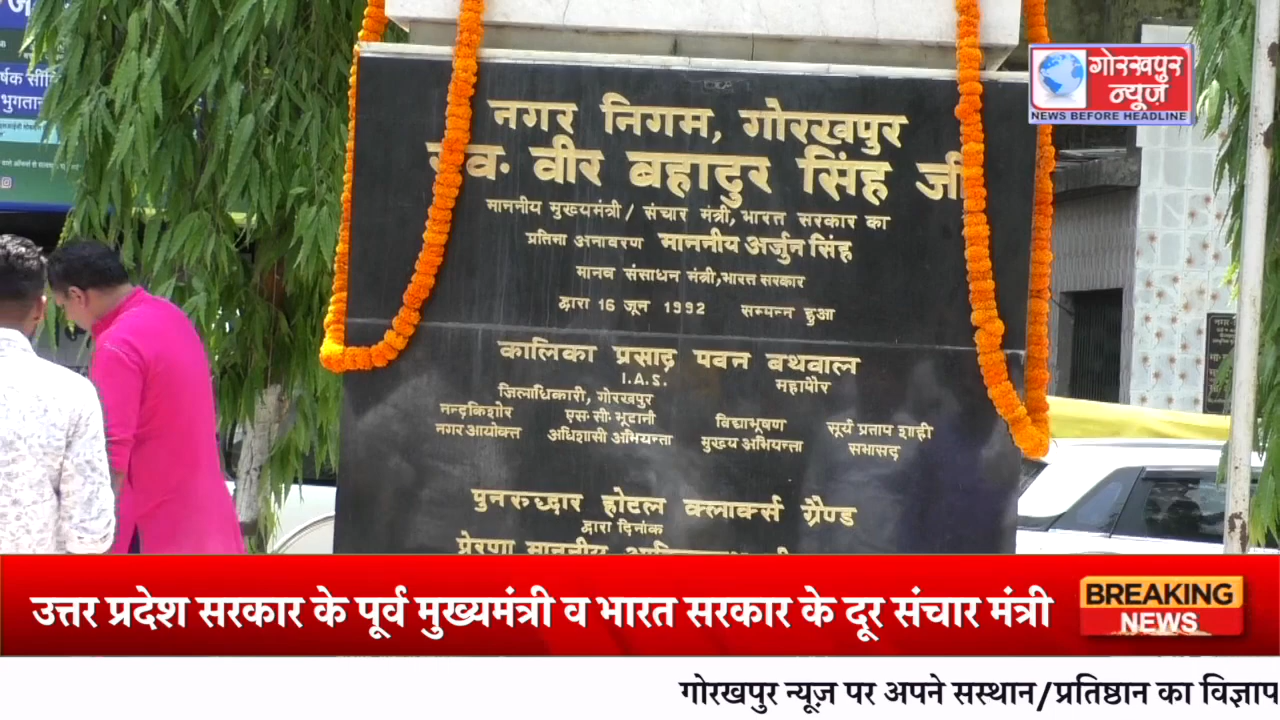 गोरखपुर
न्यूज़
NEWS BEFORE HEADLINE
नगर निगम, गोरखपुर
स्व. वीर बहादुर सिंह जी
माननीय मुख्यमंत्री / संचार मंत्री, भारत सरकार का
प्रतिमा अनावरण माननीय अर्जुन सिंह
मानव संसाधन मंत्री, भारत सरकार
द्वारा 16 जून 1992 सम्पन्न हुआ
कालिका प्रसाद पवन बथवाल
I.A.S. महापौर
जिलाधिकारी, गोरखपुर
नन्दकिशोर एस. सी. भूटानी विद्याभूषण सूर्य प्रताप शाही
नगर आयोक्त अधिशासी अभियन्ता मुख्य अभियन्ता सभासद
पुनरुध्दार होटल क्लार्क्स ग्रैण्ड
द्वारा दिनांक
प्रेरणा माननीय
उत्तर प्रदेश सरकार के पूर्व मुख्यमंत्री व भारत सरकार के दूर संचार मंत्री
BREAKING
NEWS
गोरखपुर न्यूज़ पर अपने सस्थान/प्रतिष्ठान का विज्ञाप